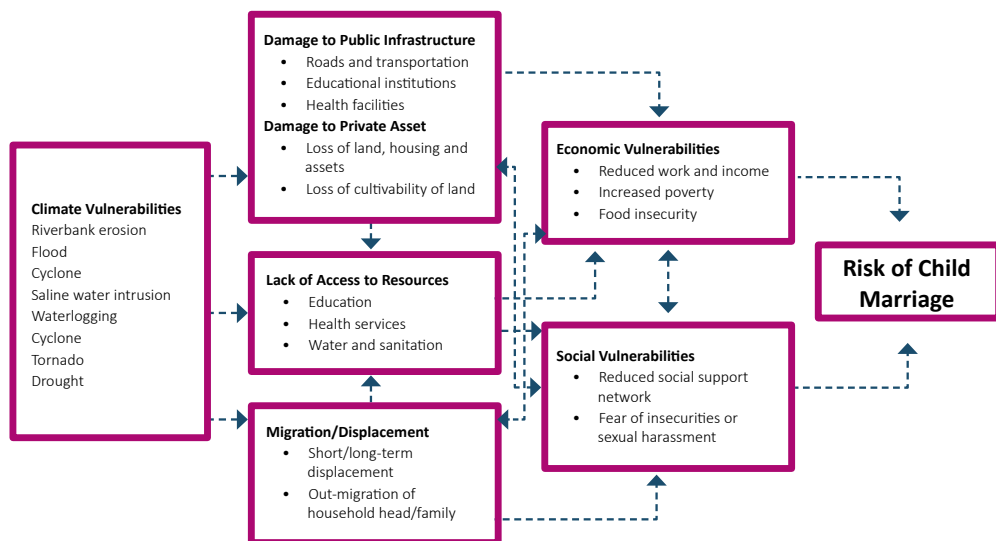 Climate Vulnerabilities
Riverbank erosion
Flood
Cyclone
Saline water intrusion
Waterlogging
Cyclone
Tornado
Drought
Damage to Public Infrastructure
• Roads and transportation
• Educational institutions
• Health facilities
Damage to Private Asset
• Loss of land, housing and
assets
• Loss of cultivability of land
Lack of Access to Resources
• Education
• Health services
• Water and sanitation
Migration/Displacement
• Short/long-term
displacement
• Out-migration of
household head/family
Economic Vulnerabilities
• Reduced work and income
• Increased poverty
• Food insecurity
Social Vulnerabilities
• Reduced social support
network
• Fear of insecurities or
sexual harassment
Risk of Child
Marriage